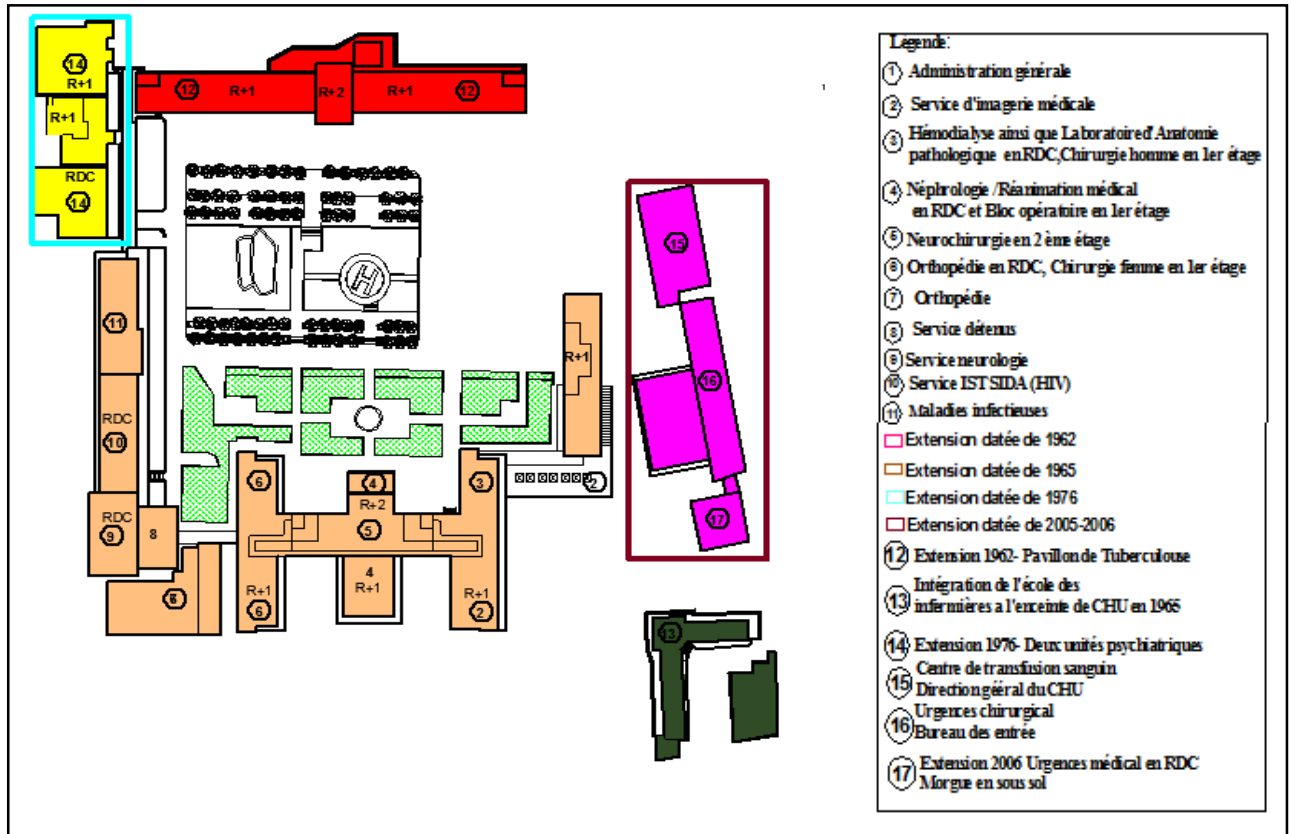 14
R+1
R+1
RDC
14
12
R+1
R+2
R+1
12
1
H
11
RDC
10
RDC
9
8
6
4
R+2
5
3
R+1
2
R+1
6
4
R+1
R+1
2
15
16
17
13
Légende:
1 Administration générale
2 Service d'imagerie médicale
3 Hémodialyse ainsi que Laboratoire d'Anatomie
pathologique en RDC,Chirurgie homme en 1er étage
4 Néphrologie /Réanimation médical
en RDC et Bloc opératoire en 1er étage
5 Neurochirurgie en 2 ème étage
6 Orthopédie en RDC, Chirurgie femme en 1er étage
7 Orthopédie
8 Service détenus
9 Service neurologie
10 Service IST SIDA (HIV)
11 Maladies infectieuses
Extension datée de 1962
Extension datée de 1965
Extension datée de 1976
Extension datée de 2005-2006
12 Extension 1962- Pavillon de Tuberculouse
13 Intégration de l'école des
infermières a l'enceinte de CHU en 1965
14 Extension 1976- Deux unités psychiatriques
15 Centre de transfusion sanguin
Direction gééral du CHU
16 Urgences chirurgical
Bureau des entrée
17 Extension 2006 Urgences médical en RDC
Morgue en sous sol